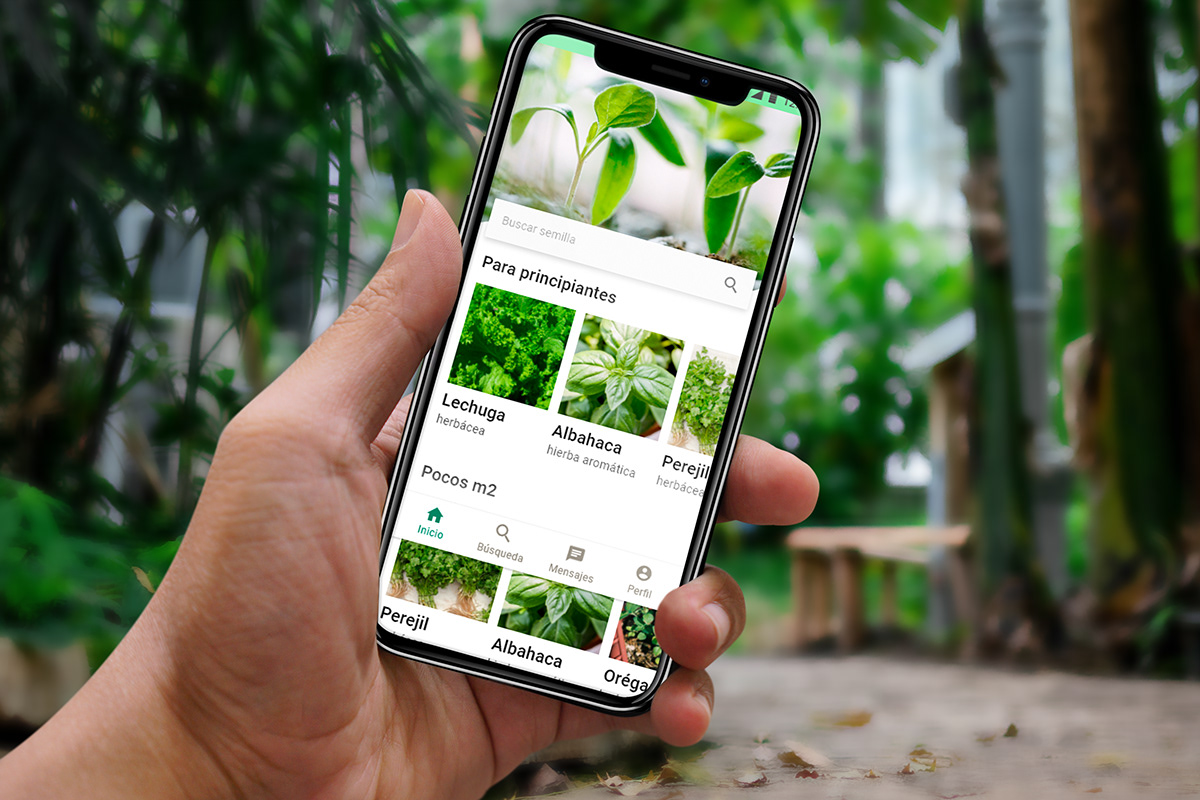 12
Buscar semilla
Para principiantes
Lechuga
herbácea
Albahaca
hierba aromática
Perejil
herbácea
Pocos m2
Inicio
Búsqueda
Mensajes
Perfil
Perejil
Albahaca
Oréga